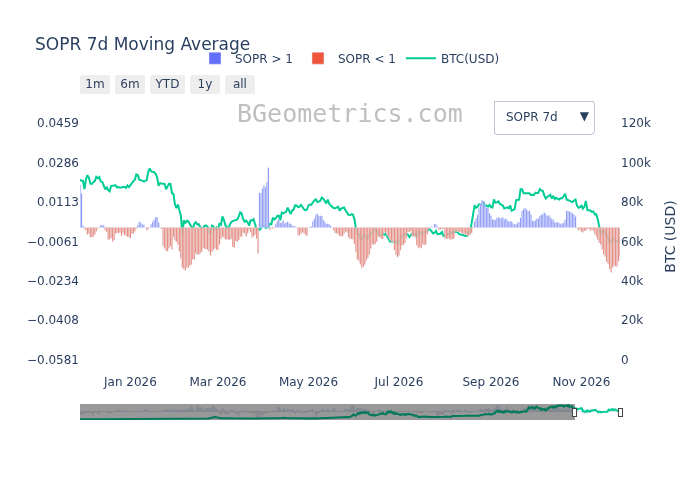 SOPR 7d Moving Average
SOPR > 1 SOPR < 1 BTC(USD)
1m 6m YTD 1y all
BGeometrics.com
SOPR 7d ▼
0.0459 120k
0.0286 100k
0.0113 80k
−0.0061 60k
−0.0234 40k
−0.0408 20k
−0.0581 0
BTC (USD)
Jan 2026 Mar 2026 May 2026 Jul 2026 Sep 2026 Nov 2026